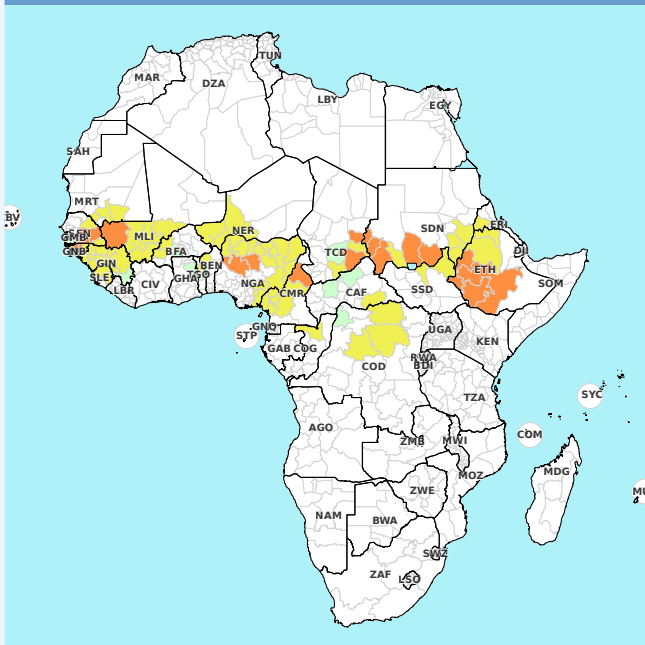 TUN
MAR
DZA
LBY
EGY
SAH
MRT
NER
SDN
ERI
SEN
GMB
MLI
TCD
DJI
GNB
GIN
BFA
BEN
ETH
SLE
GHA
TGO
NGA
CMR
CAF
SSD
SOM
LBR
CIV
STP
GNQ
UGA
GAB
COG
KEN
RWA
COD
BDI
TZA
SYC
AGO
ZMB
MWI
COM
MOZ
MDG
NAM
BWA
ZWE
SWZ
ZAF
LSO